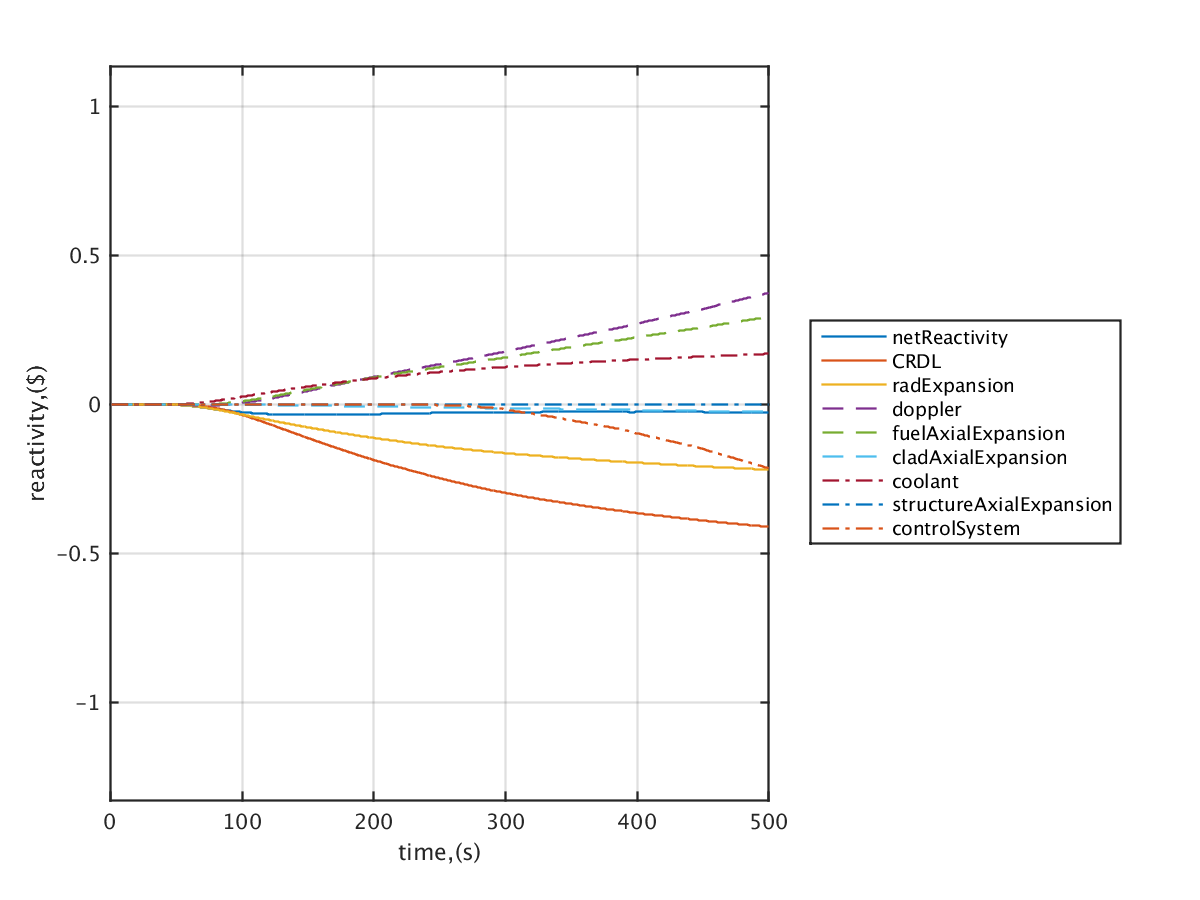 1
0.5
0
−0.5
−1
reactivity,($)
0 100 200 300 400 500
time,(s)
netReactivity
CRDL
radExpansion
doppler
fuelAxialExpansion
cladAxialExpansion
coolant
structureAxialExpansion
controlSystem